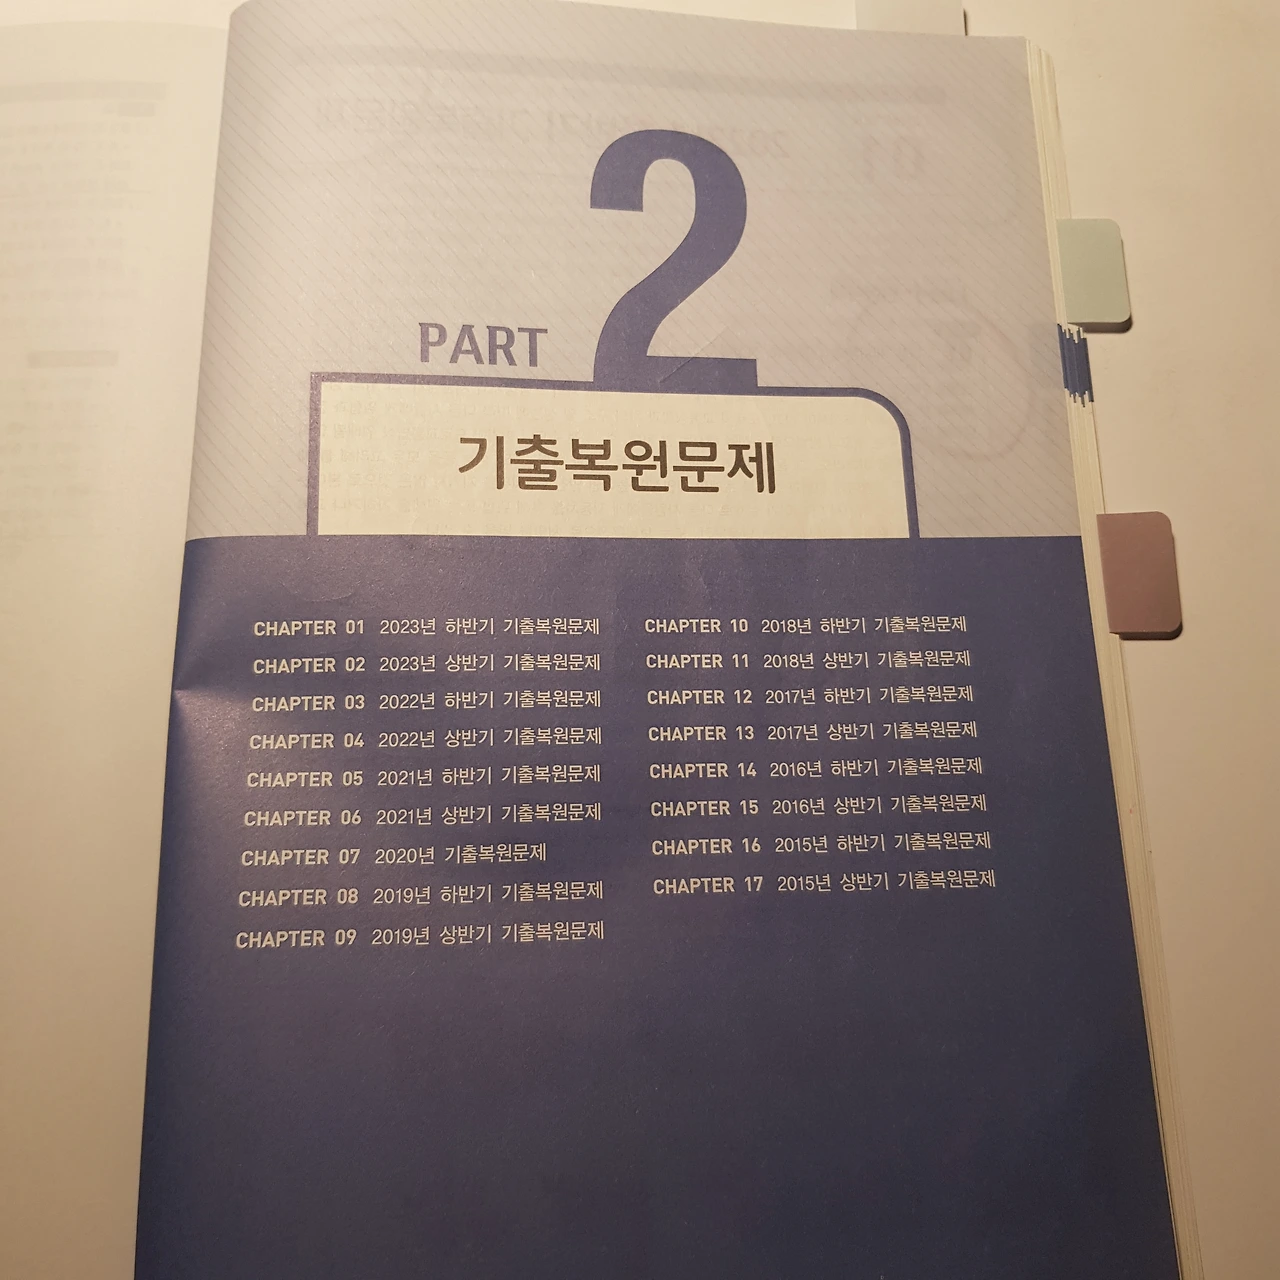 PART 2
기출복원문제
CHAPTER 01 2023년 하반기 기출복원문제
CHAPTER 02 2023년 상반기 기출복원문제
CHAPTER 03 2022년 하반기 기출복원문제
CHAPTER 04 2022년 상반기 기출복원문제
CHAPTER 05 2021년 하반기 기출복원문제
CHAPTER 06 2021년 상반기 기출복원문제
CHAPTER 07 2020년 기출복원문제
CHAPTER 08 2019년 하반기 기출복원문제
CHAPTER 09 2019년 상반기 기출복원문제
CHAPTER 10 2018년 하반기 기출복원문제
CHAPTER 11 2018년 상반기 기출복원문제
CHAPTER 12 2017년 하반기 기출복원문제
CHAPTER 13 2017년 상반기 기출복원문제
CHAPTER 14 2016년 하반기 기출복원문제
CHAPTER 15 2016년 상반기 기출복원문제
CHAPTER 16 2015년 하반기 기출복원문제
CHAPTER 17 2015년 상반기 기출복원문제